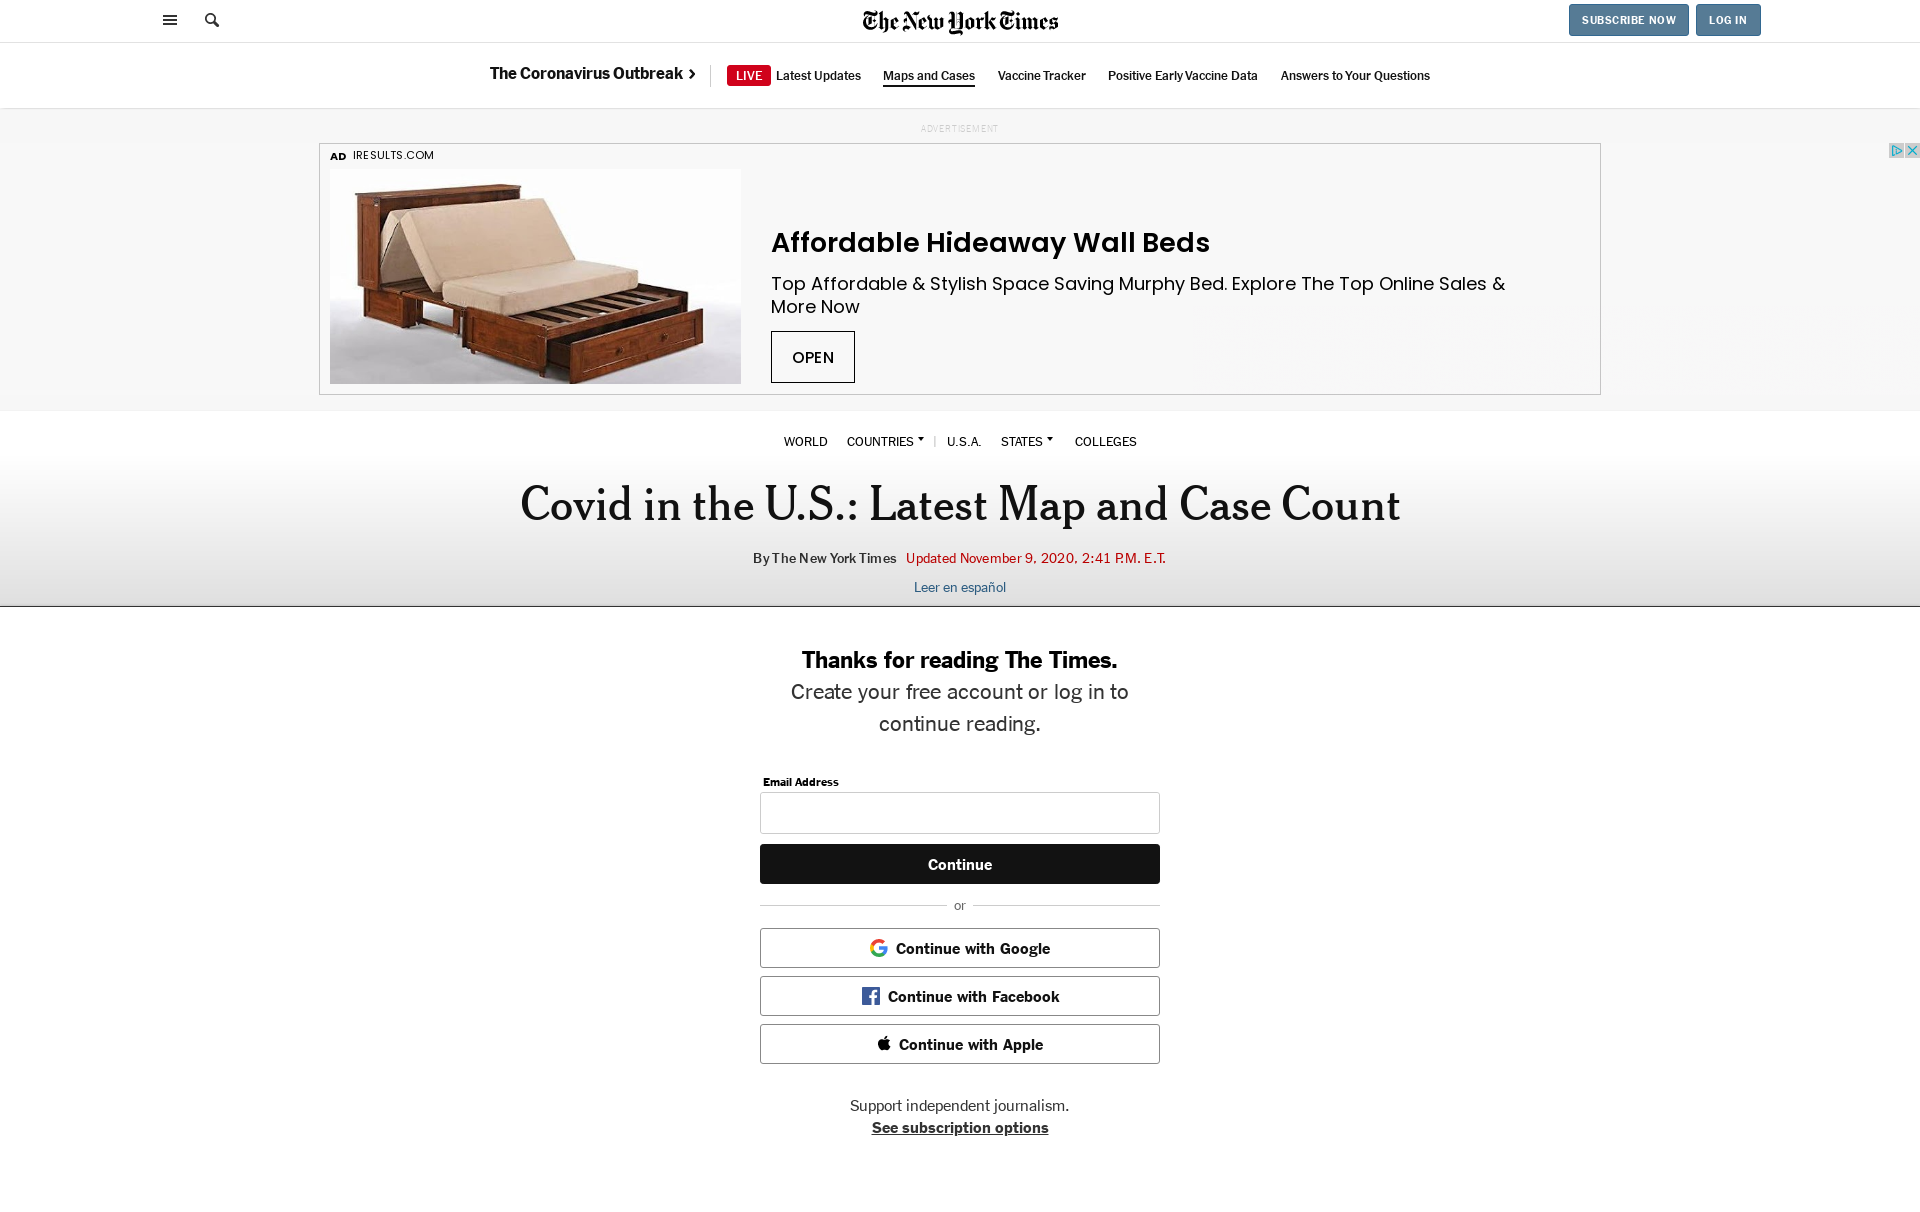 The New York Times
SUBSCRIBE NOW
LOG IN
The Coronavirus Outbreak ›
LIVE Latest Updates
Maps and Cases
Vaccine Tracker
Positive Early Vaccine Data
Answers to Your Questions
ADVERTISEMENT
AD IRESULTS.COM
Affordable Hideaway Wall Beds
Top Affordable & Stylish Space Saving Murphy Bed. Explore The Top Online Sales &
More Now
OPEN
WORLD COUNTRIES | U.S.A. STATES COLLEGES
Covid in the U.S.: Latest Map and Case Count
By The New York Times Updated November 9, 2020, 2:41 P.M. E.T.
Leer en español
Thanks for reading The Times.
Create your free account or log in to
continue reading.
Email Address
Continue
or
Continue with Google
Continue with Facebook
Continue with Apple
Support independent journalism.
See subscription options